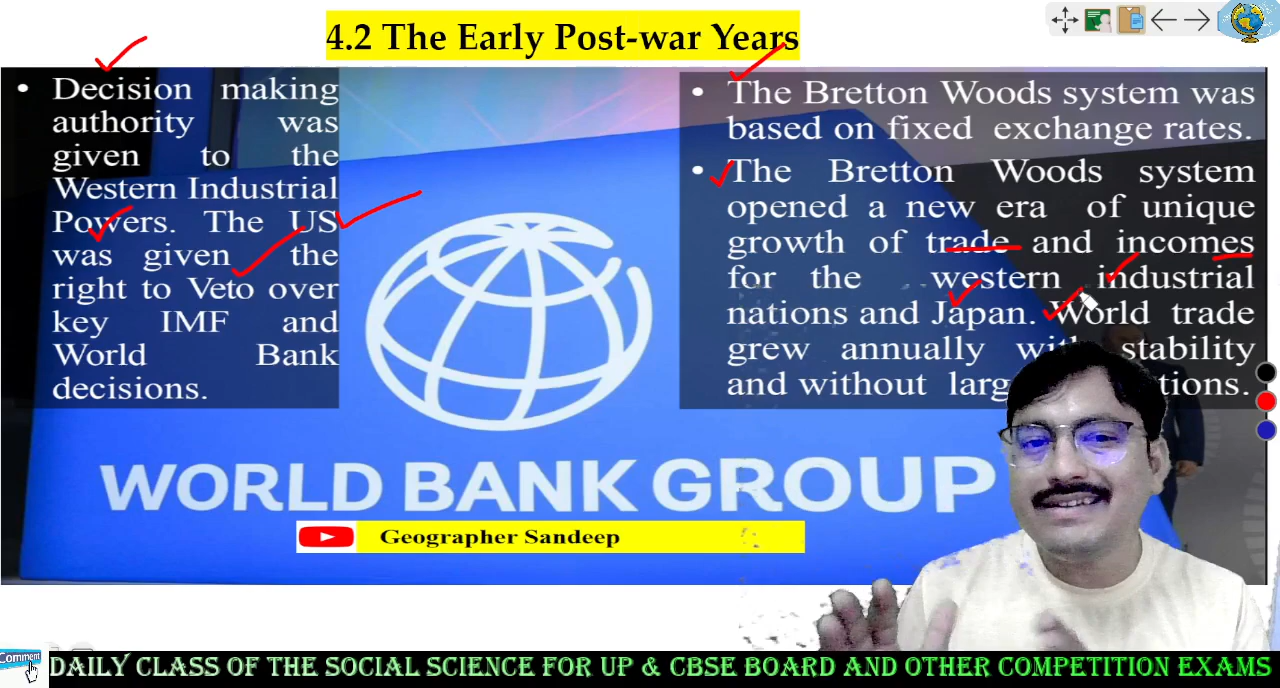 4.2 The Early Post-war Years
• Decision making
authority was
given to the
Western Industrial
Powers. The US
was given the
right to Veto over
key IMF and
World Bank
decisions.
• The Bretton Woods system was
based on fixed exchange rates.
• The Bretton Woods system
opened a new era of unique
growth of trade and incomes
for the western industrial
nations and Japan. World trade
grew annually with stability
and without
WORLD BANK GROUP
Geographer Sandeep
Comment
DAILY CLASS OF THE SOCIAL SCIENCE FOR UP & CBSE BOARD AND OTHER COMPETITION EXAMS